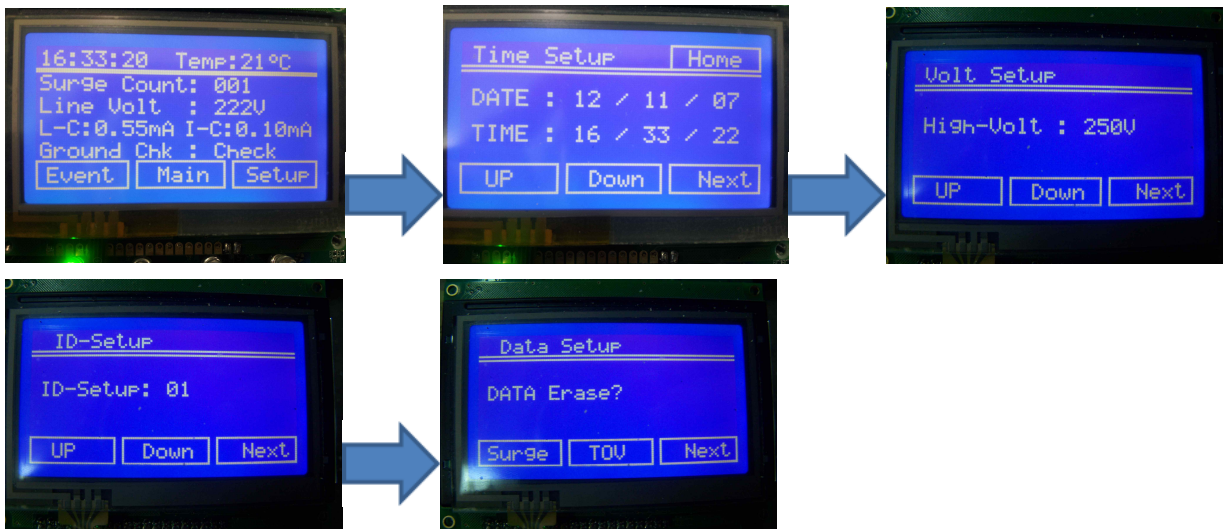 16:33:20 Temp:21°C
Surge Count: 001
Line Volt : 222V
L-C:0.55mA I-C:0.10mA
Ground Chk : Check
Event Main Setup
Time Setup Home
DATE : 12 / 11 / 07
TIME : 16 / 33 / 22
UP Down Next
Volt Setup
High-Volt : 250V
UP Down Next
ID-Setup
ID-Setup: 01
UP Down Next
Data Setup
DATA Erase?
Surge TOV Next